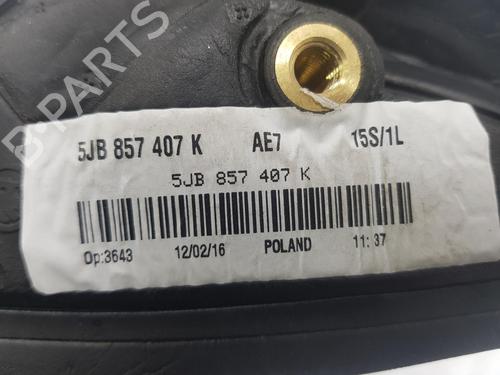 B-PARTS
5JB 857 407 K AE7 15S/1L
5JB 857 407 K
Op:3643 12/02/16 POLAND 11:37